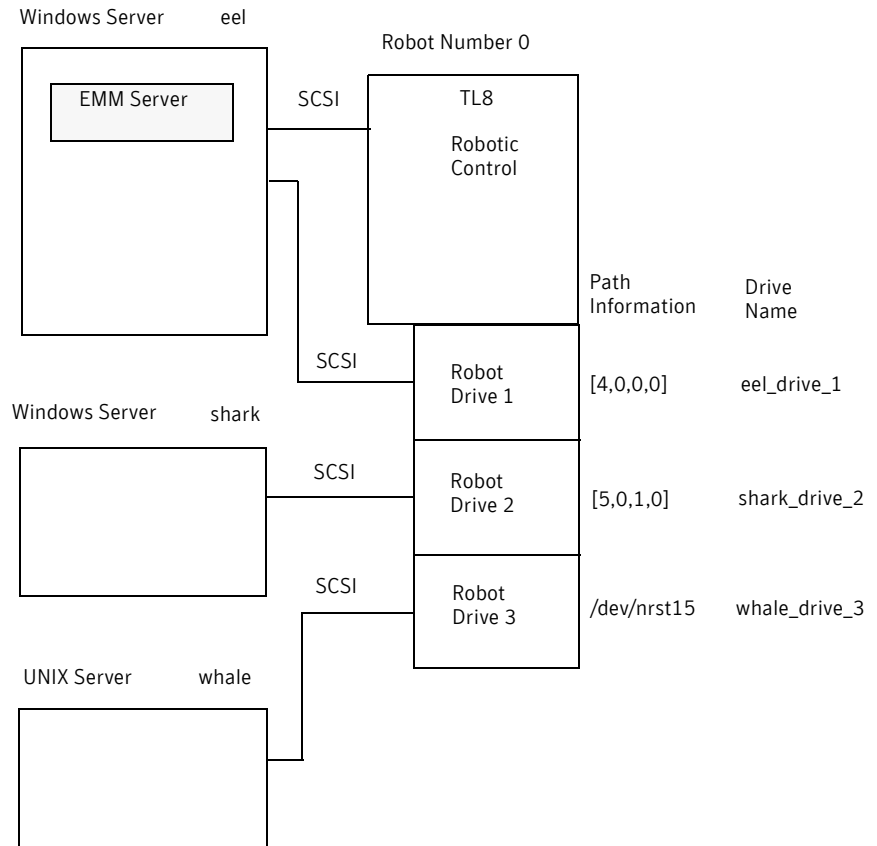 Windows Server eel
Robot Number 0
EMM Server
SCSI
TL8
Robotic
Control
Path
Information
Drive
Name
SCSI
Robot
Drive 1
[4,0,0,0]
eel_drive_1
Windows Server shark
SCSI
Robot
Drive 2
[5,0,1,0]
shark_drive_2
SCSI
Robot
Drive 3
/dev/nrst15
whale_drive_3
UNIX Server whale